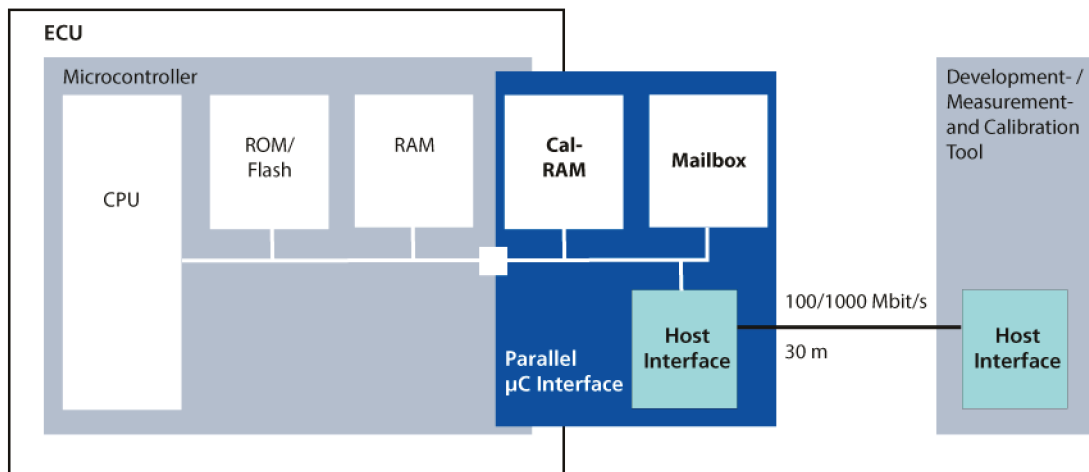 ECU
Microcontroller
CPU
ROM/
Flash
RAM
Cal-
RAM
Mailbox
Parallel
µC Interface
Host
Interface
100/1000 Mbit/s
30 m
Development- /
Measurement-
and Calibration
Tool
Host
Interface